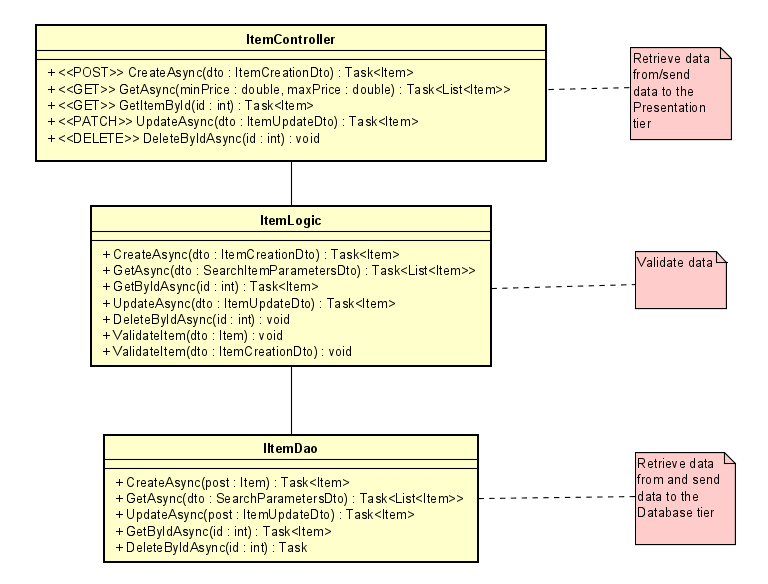 ItemController
+ <<POST>> CreateAsync(dto : ItemCreationDto) : Task<Item>
+ <<GET>> GetAsync(minPrice : double, maxPrice : double) : Task<List<Item>>
+ <<GET>> GetItemById(id : int) : Task<Item>
+ <<PATCH>> UpdateAsync(dto : ItemUpdateDto) : Task<Item>
+ <<DELETE>> DeleteByIdAsync(id : int) : void
Retrieve data
from/send
data to the
Presentation
tier
ItemLogic
+ CreateAsync(dto : ItemCreationDto) : Task<Item>
+ GetAsync(dto : SearchItemParametersDto) : Task<List<Item>>
+ GetByIdAsync(id : int) : Task<Item>
+ UpdateAsync(dto : ItemUpdateDto) : Task<Item>
+ DeleteByIdAsync(id : int) : void
+ ValidateItem(dto : Item) : void
+ ValidateItem(dto : ItemCreationDto) : void
Validate data
IItemDao
+ CreateAsync(post : Item) : Task<Item>
+ GetAsync(dto : SearchParametersDto) : Task<List<Item>>
+ UpdateAsync(post : ItemUpdateDto) : Task<Item>
+ GetByIdAsync(id : int) : Task<Item>
+ DeleteByIdAsync(id : int) : Task
Retrieve data
from and send
data to the
Database tier